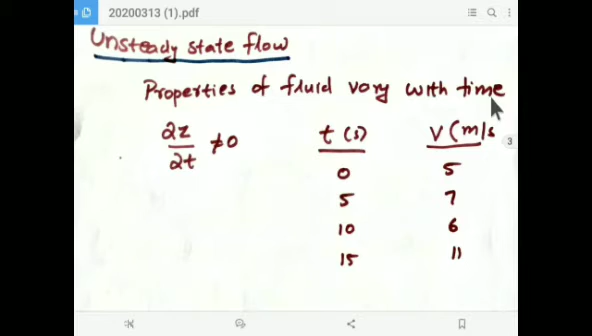 20200313 (1).pdf
Unsteady state flow
Properties of fluid vary with time
∂z/∂t ≠0 t (s) V (m/s
3
0 5
5 7
10 6
15 11